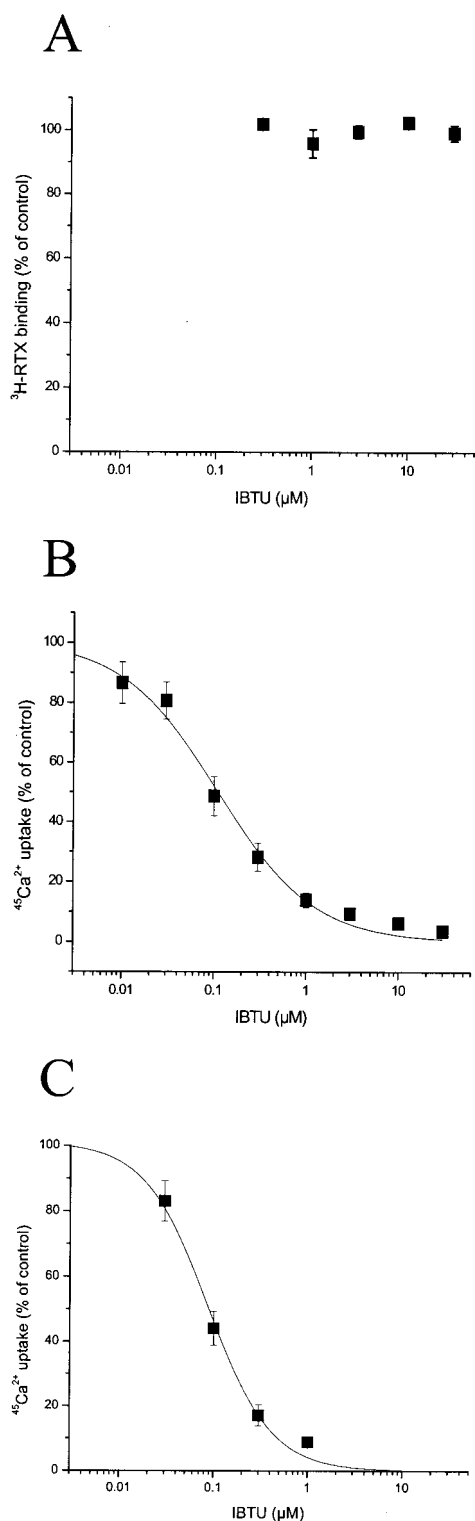 A
³H-RTX binding (% of control)
100
80
60
40
20
0
0.01 0.1 1 10
IBTU (µM)
B
⁴⁵Ca²⁺ uptake (% of control)
100
80
60
40
20
0
0.01 0.1 1 10
IBTU (µM)
C
⁴⁵Ca²⁺ uptake (% of control)
100
80
60
40
20
0
0.01 0.1 1 10
IBTU (µM)